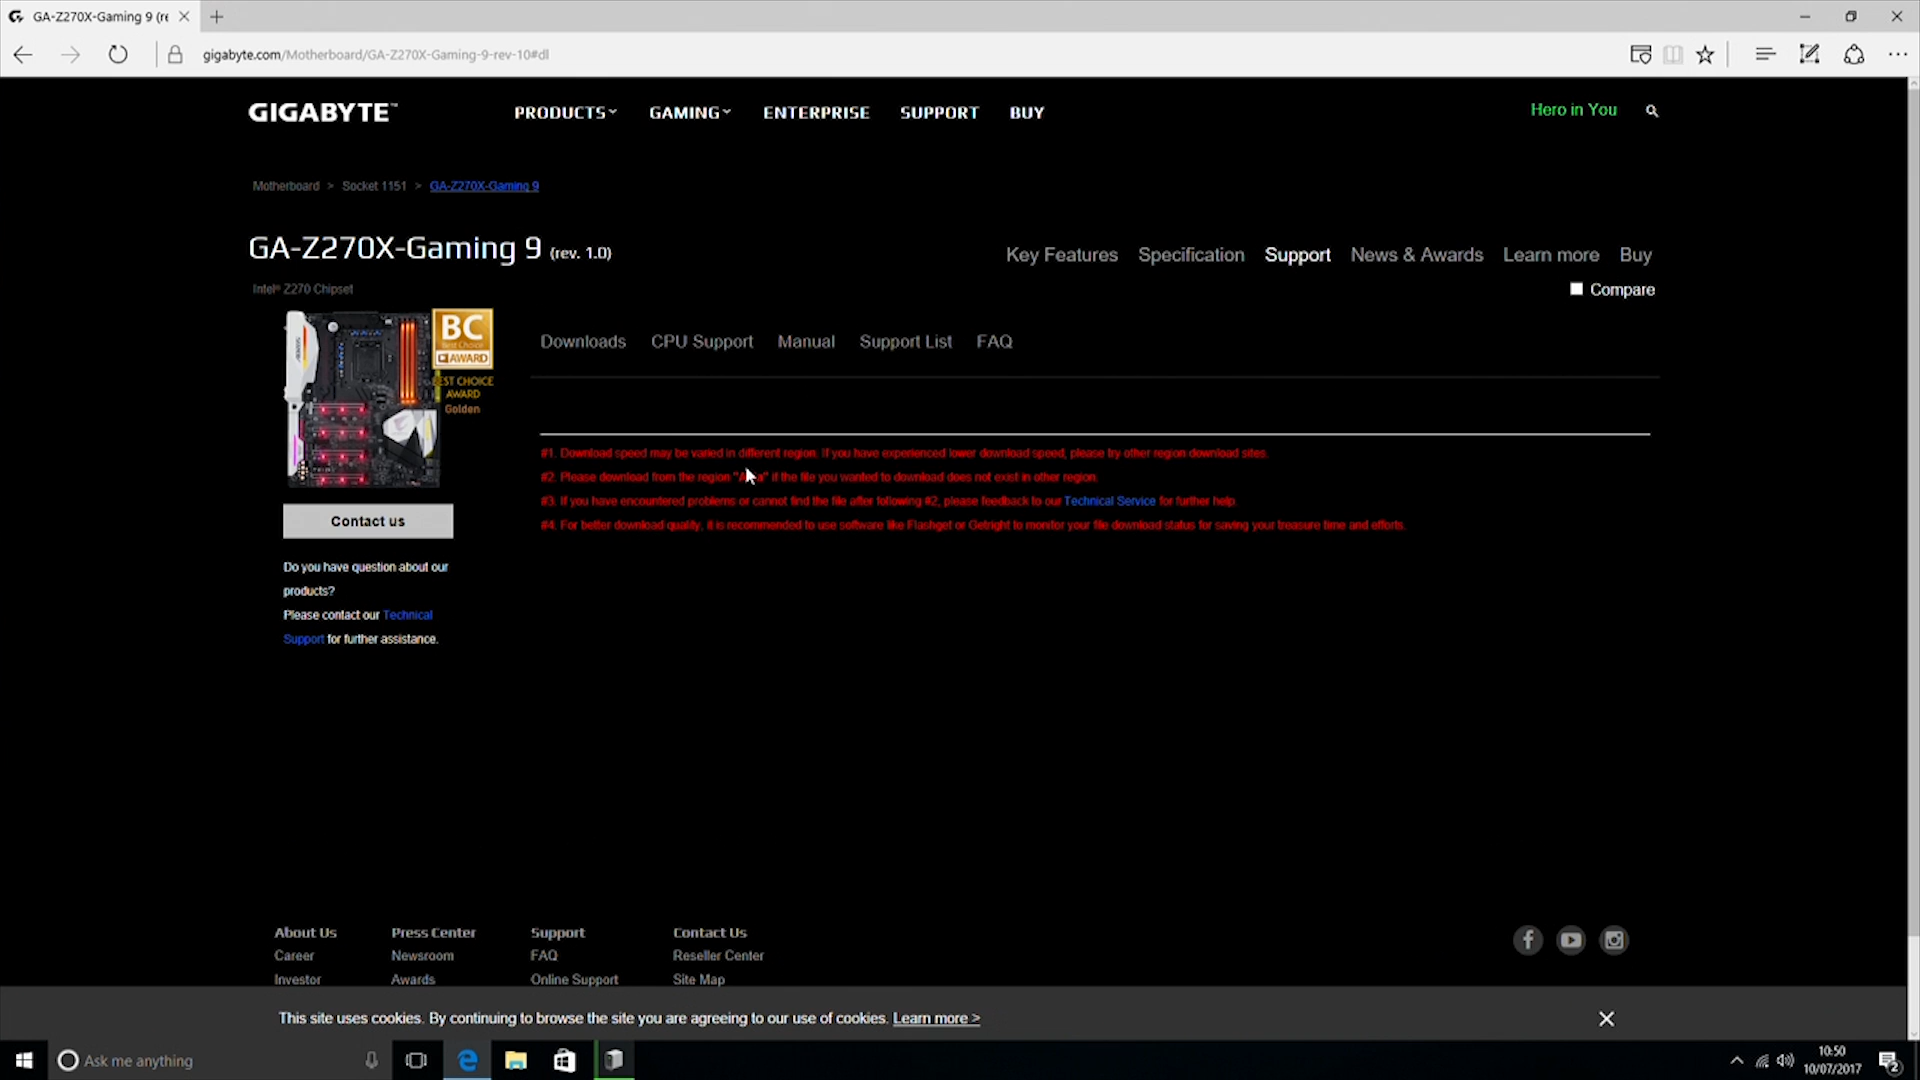 GA-Z270X-Gaming 9 (re
gigabyte.com/Motherboard/GA-Z270X-Gaming-9-rev-10#dl
GIGABYTE™
PRODUCTS
GAMING
ENTERPRISE
SUPPORT
BUY
Hero in You
Motherboard > Socket 1151 > GA-Z270X-Gaming 9
GA-Z270X-Gaming 9 (rev. 1.0)
Key Features
Specification
Support
News & Awards
Learn more
Buy
Intel® Z270 Chipset
Compare
BC
Best Choice
AWARD
EST CHOICE
AWARD
Golden
Downloads
CPU Support
Manual
Support List
FAQ
#1. Download speed may be varied in different region. If you have experienced lower download speed, please try other region download sites.
#2. Please download from the region "A a" if the file you wanted to download does not exist in other region.
#3. If you have encountered problems or cannot find the file after following #2, please feedback to our Technical Service for further help.
#4. For better download quality, it is recommended to use software like Flashget or Getright to monitor your file download status for saving your treasure time and efforts.
Contact us
Do you have question about our
products?
Please contact our Technical
Support for further assistance.
About Us
Press Center
Support
Contact Us
Career
Newsroom
FAQ
Reseller Center
Investor
Awards
Online Support
Site Map
This site uses cookies. By continuing to browse the site you are agreeing to our use of cookies. Learn more >
Ask me anything
10:50
10/07/2017
2